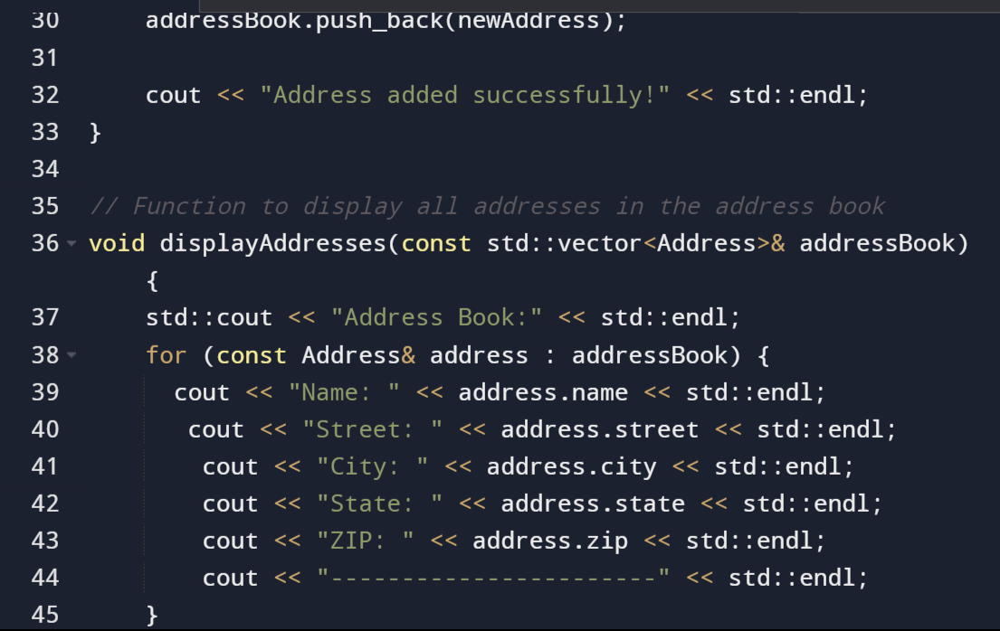 30 addressBook.push_back(newAddress);
31
32 cout << "Address added successfully!" << std::endl;
33 }
34
35 // Function to display all addresses in the address book
36 void displayAddresses(const std::vector<Address>& addressBook)
{
37 std::cout << "Address Book:" << std::endl;
38 for (const Address& address : addressBook) {
39 cout << "Name: " << address.name << std::endl;
40 cout << "Street: " << address.street << std::endl;
41 cout << "City: " << address.city << std::endl;
42 cout << "State: " << address.state << std::endl;
43 cout << "ZIP: " << address.zip << std::endl;
44 cout << "-----------------------" << std::endl;
45 }